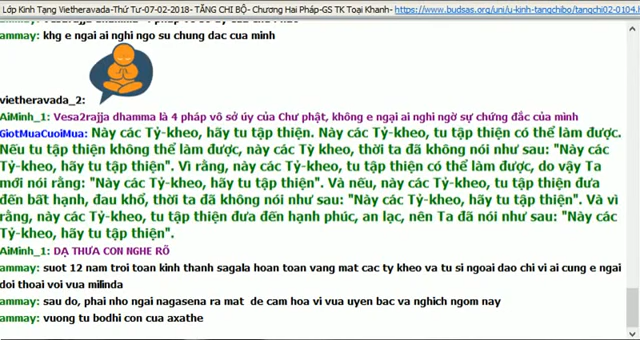 Lớp Kinh Tạng Vietheravada-Thứ Tư-07-02-2018- TĂNG CHI BỘ- Chương Hai Pháp-GS TK Toại Khanh- https://www.budsas.org/uni/u-kinh-tangchibo/tangchi02-0104.h
ammay: khg e ngai ai nghi ngo su chung dac cua minh
vietheravada_2:
AiMinh_1: Vesa2rajja dhamma là 4 pháp vô sở úy của Chư phật, không e ngại ai nghi ngờ sự chứng đắc của mình
GiotMuaCuoiMua: Này các Tỷ-kheo, hãy tu tập thiện. Này các Tỷ-kheo, tu tập thiện có thể làm được.
Nếu tu tập thiện không thể làm được, này các Tỷ kheo, thời ta đã không nói như sau: "Này các
Tỷ-kheo, hãy tu tập thiện". Vì rằng, này các Tỷ-kheo, tu tập thiện có thể làm được, do vậy Ta
mới nói rằng: "Này các Tỷ-kheo, hãy tu tập thiện". Và nếu, này các Tỷ-kheo, tu tập thiện đưa
đến bất hạnh, đau khổ, thời ta đã không nói như sau: "Này các Tỷ-kheo, hãy tu tập thiện". Và vì
rằng, này các Tỷ-kheo, tu tập thiện đưa đến hạnh phúc, an lạc, nên Ta đã nói như sau: "Này các
Tỷ-kheo, hãy tu tập thiện".
AiMinh_1: DẠ THƯA CON NGHE RÕ
ammay: suot 12 nam troi toan kinh thanh sagala hoan toan vang mat cac ty kheo va tu si ngoai dao chi vi ai cung e ngai
doi thoai voi vua milinda
ammay: sau do, phai nho ngai nagasena ra mat de cam hoa vi vua uyen bac va nghich ngom nay
ammay: vuong tu bodhi con cua axathe